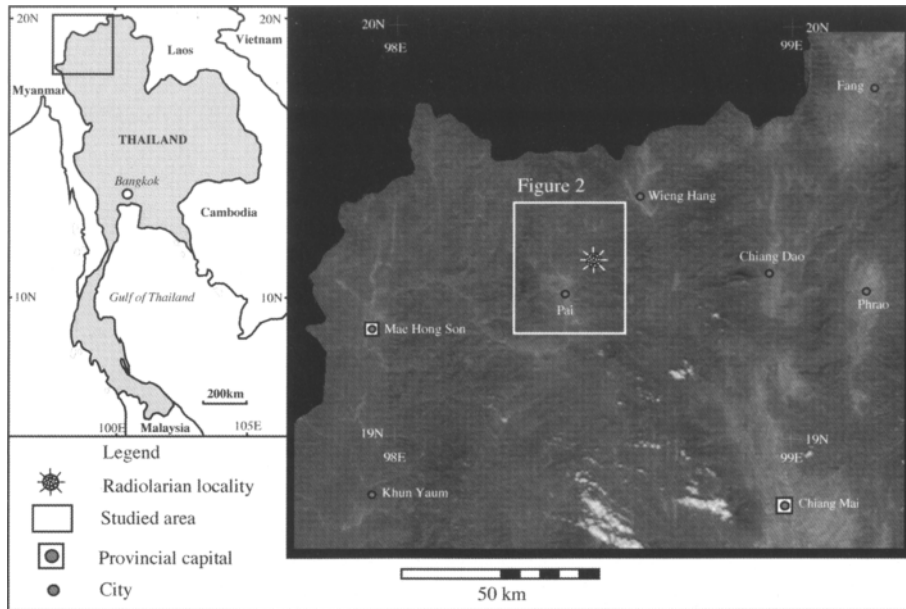 20N
Vietnam
Laos
Myanmar
THAILAND
Bangkok
Cambodia
Gulf of Thailand
10N
200km
100E
Malaysia
105E
20N
98E
20N
99E
Fang
Figure 2
Wieng Hang
Chiang Dao
Pai
Phrao
Mae Hong Son
19N
98E
19N
99E
Khun Yaum
Chiang Mai
Legend
Radiolarian locality
Studied area
Provincial capital
City
50 km